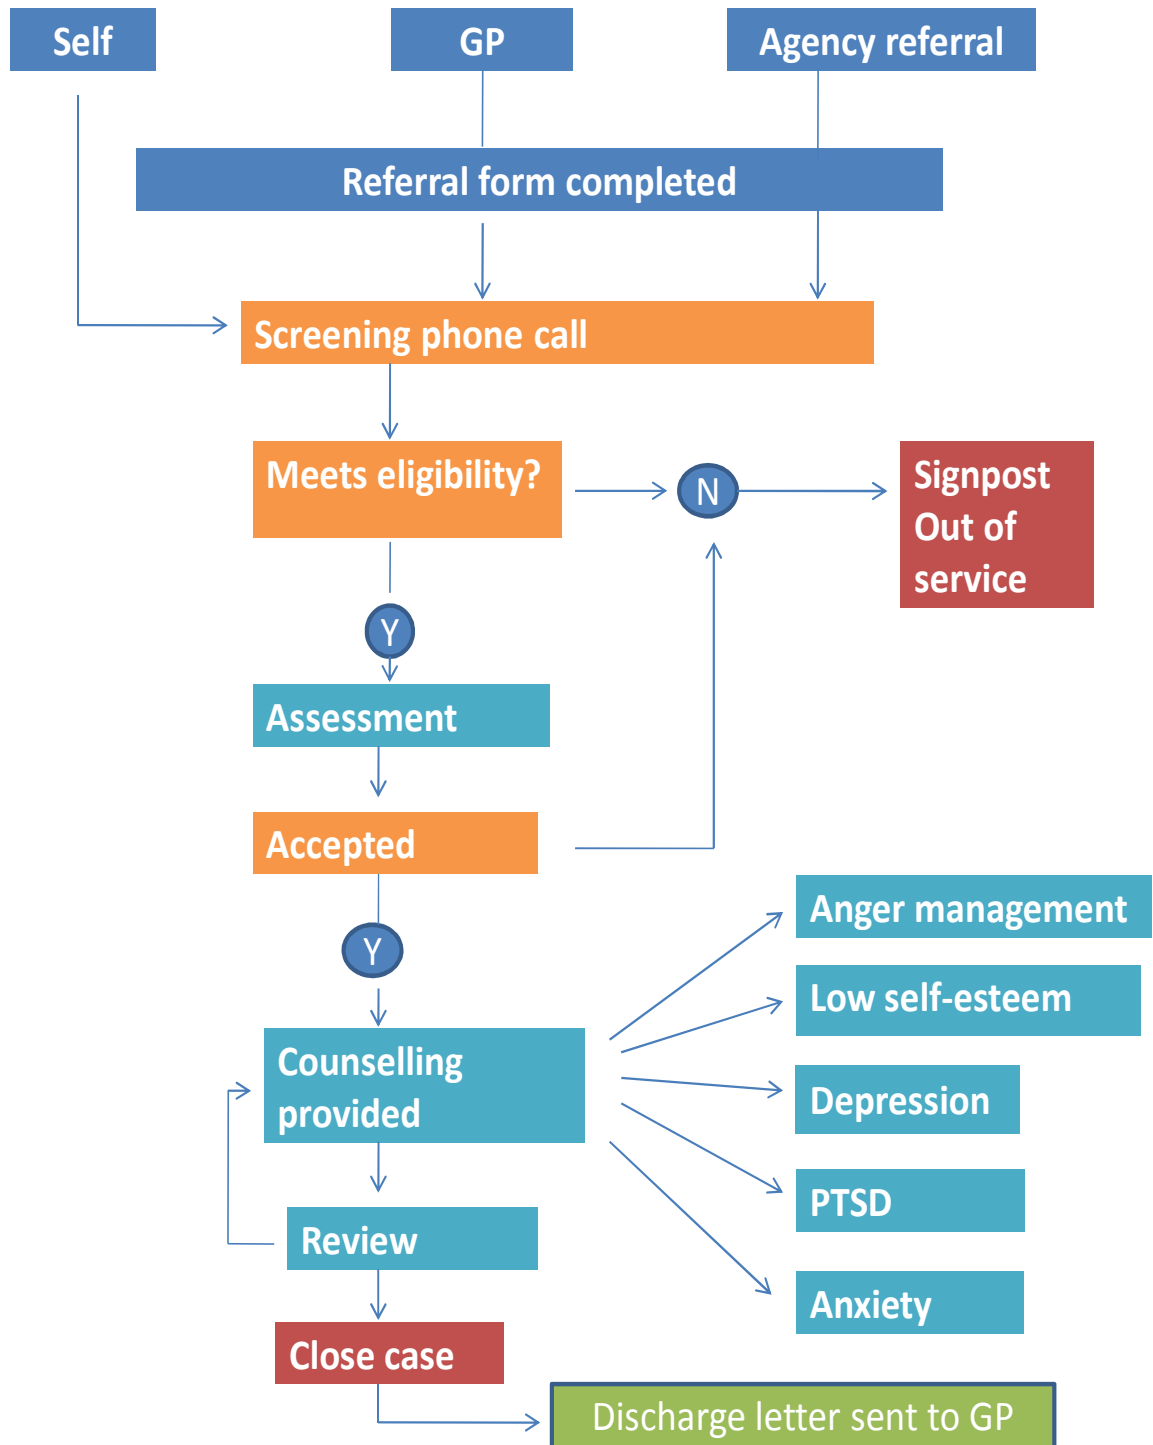 Self
GP
Agency referral
Referral form completed
Screening phone call
Meets eligibility?
N
Signpost
Out of
service
Y
Assessment
Accepted
Y
Anger management
Low self-esteem
Counselling
provided
Depression
PTSD
Review
Anxiety
Close case
Discharge letter sent to GP